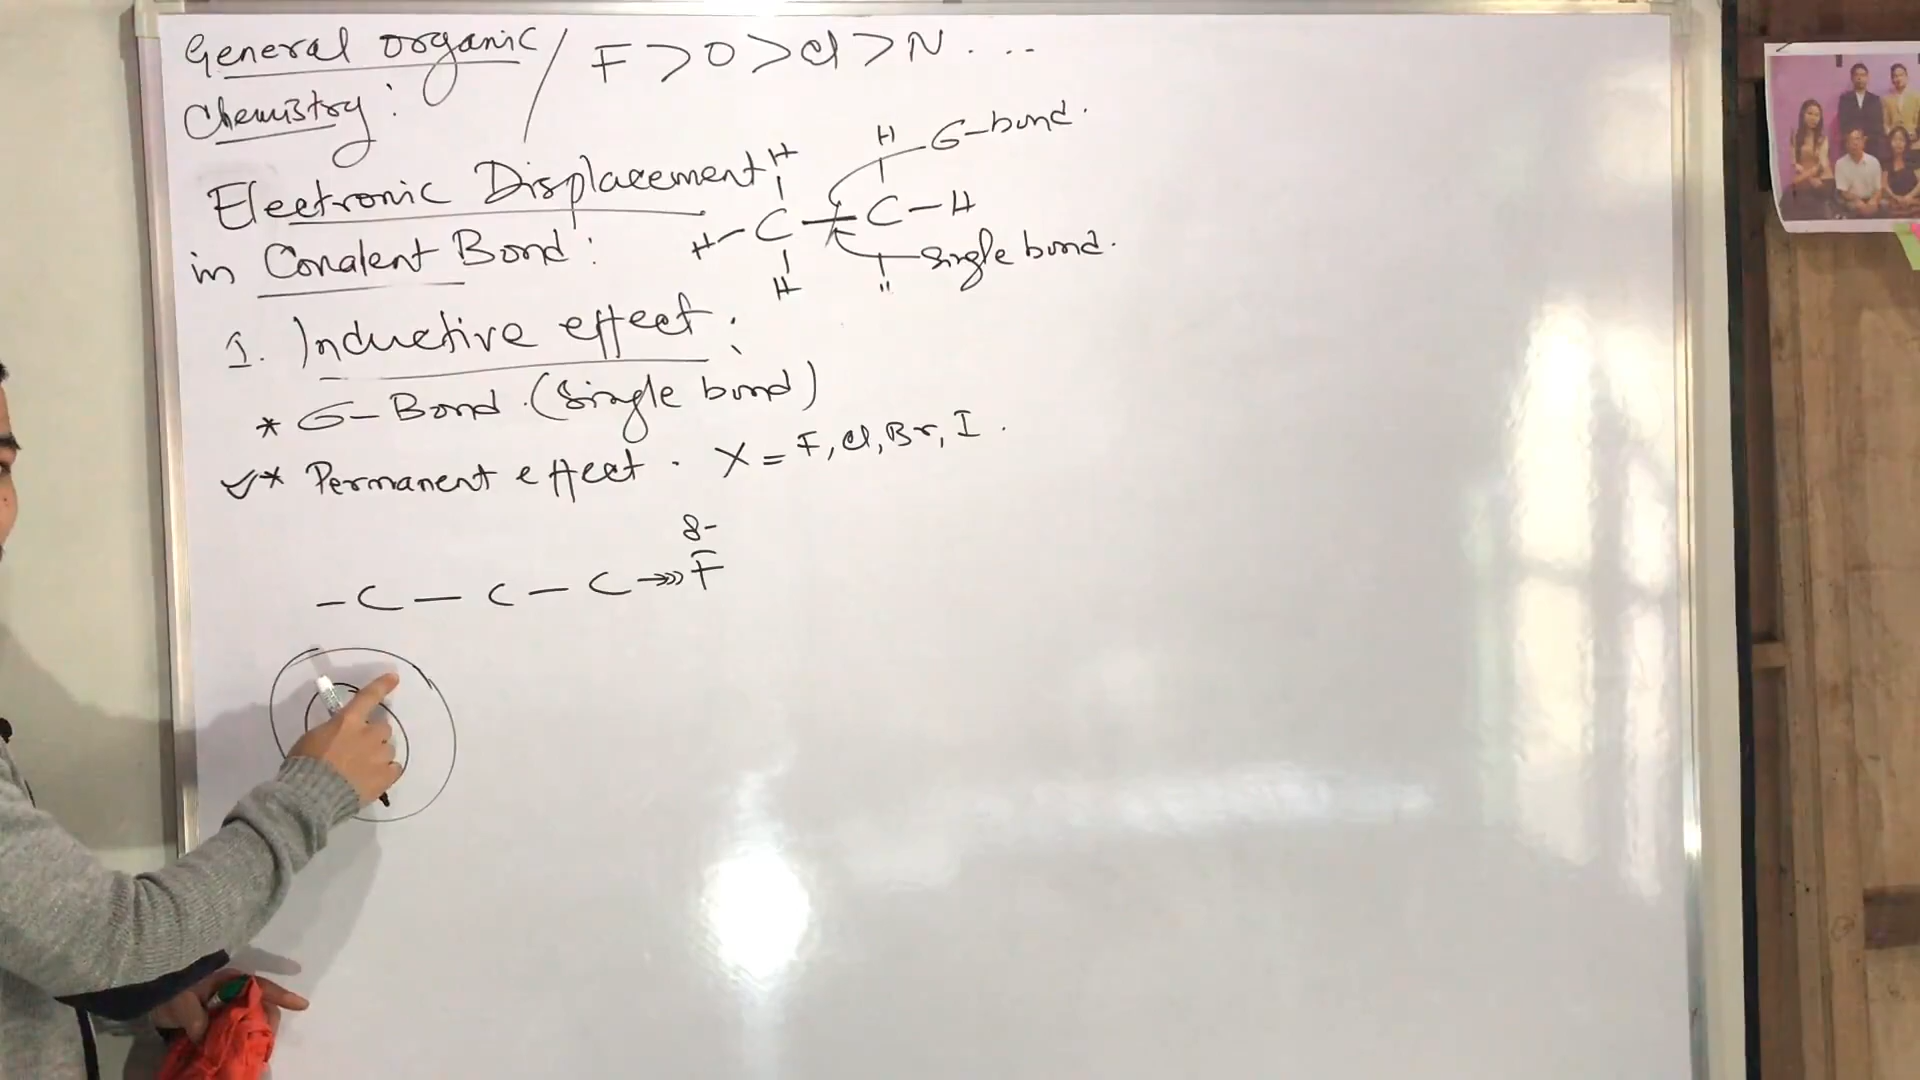 General organic / F > O > Cl > N ...
Chemistry:
Electronic Displacement
in Covalent Bond:
H H σ-bond.
H-C-C-H
H " single bond.
1. Inductive effect:
* σ-Bond. (Single bond)
* Permanent effect. X = F, Cl, Br, I.
δ-
-C-C-C->>>F